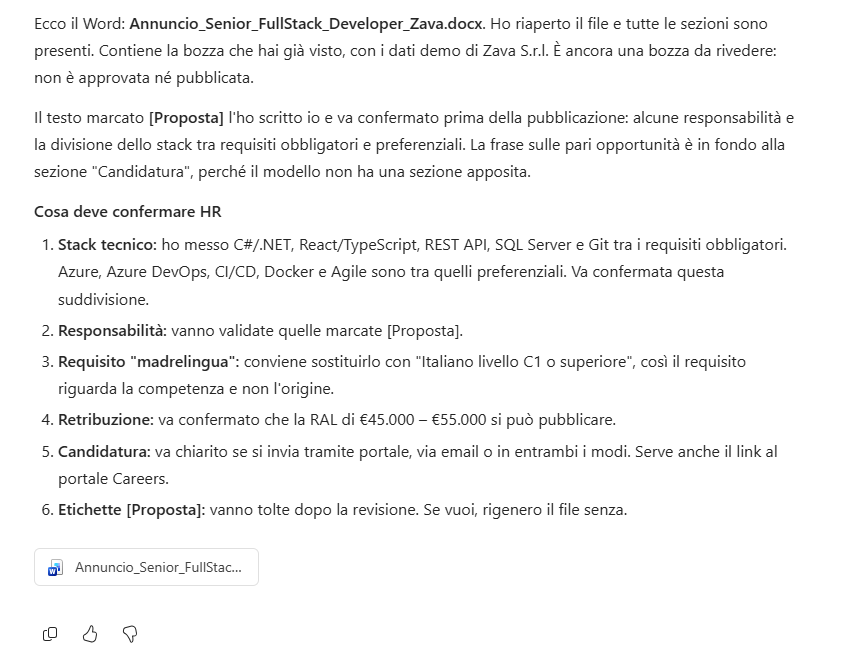 Ecco il Word: Annuncio_Senior_FullStack_Developer_Zava.docx. Ho riaperto il file e tutte le sezioni sono
presenti. Contiene la bozza che hai già visto, con i dati demo di Zava S.r.l. È ancora una bozza da rivedere:
non è approvata né pubblicata.
Il testo marcato [Proposta] l'ho scritto io e va confermato prima della pubblicazione: alcune responsabilità e
la divisione dello stack tra requisiti obbligatori e preferenziali. La frase sulle pari opportunità è in fondo alla
sezione "Candidatura", perché il modello non ha una sezione apposita.
Cosa deve confermare HR
1. Stack tecnico: ho messo C#/.NET, React/TypeScript, REST API, SQL Server e Git tra i requisiti obbligatori.
Azure, Azure DevOps, CI/CD, Docker e Agile sono tra quelli preferenziali. Va confermata questa
suddivisione.
2. Responsabilità: vanno validate quelle marcate [Proposta].
3. Requisito "madrelingua": conviene sostituirlo con "Italiano livello C1 o superiore", così il requisito
riguarda la competenza e non l'origine.
4. Retribuzione: va confermato che la RAL di €45.000 – €55.000 si può pubblicare.
5. Candidatura: va chiarito se si invia tramite portale, via email o in entrambi i modi. Serve anche il link al
portale Careers.
6. Etichette [Proposta]: vanno tolte dopo la revisione. Se vuoi, rigenero il file senza.
Annuncio_Senior_FullStac...